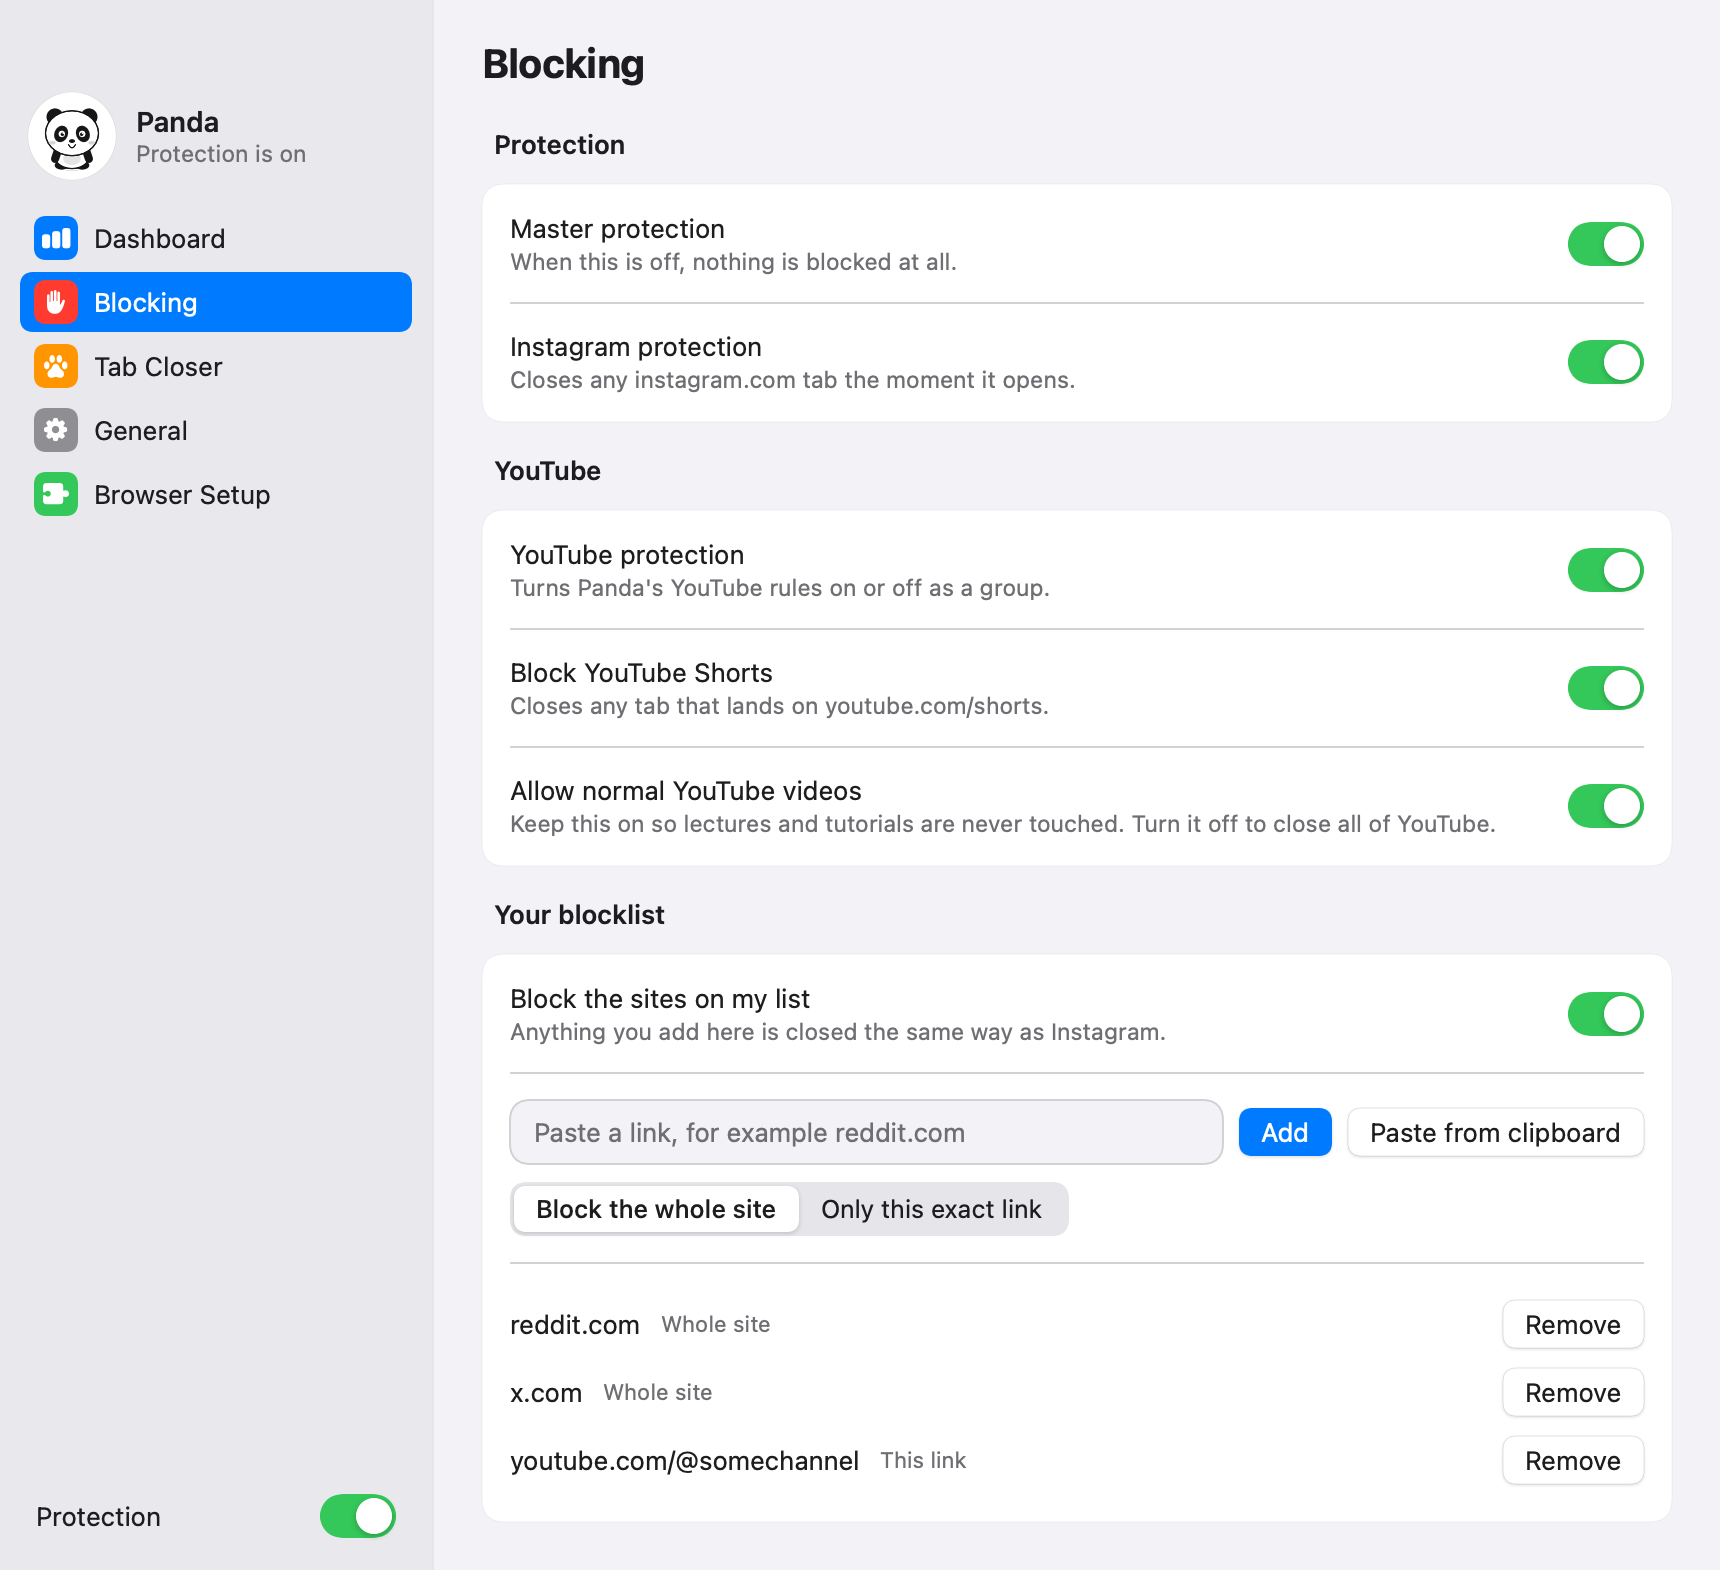 Panda
Protection is on
Dashboard
Blocking
Tab Closer
General
Browser Setup
Protection
Blocking
Protection
Master protection
When this is off, nothing is blocked at all.
Instagram protection
Closes any instagram.com tab the moment it opens.
YouTube
YouTube protection
Turns Panda's YouTube rules on or off as a group.
Block YouTube Shorts
Closes any tab that lands on youtube.com/shorts.
Allow normal YouTube videos
Keep this on so lectures and tutorials are never touched. Turn it off to close all of YouTube.
Your blocklist
Block the sites on my list
Anything you add here is closed the same way as Instagram.
Paste a link, for example reddit.com Add Paste from clipboard
Block the whole site Only this exact link
reddit.com Whole site Remove
x.com Whole site Remove
youtube.com/@somechannel This link Remove